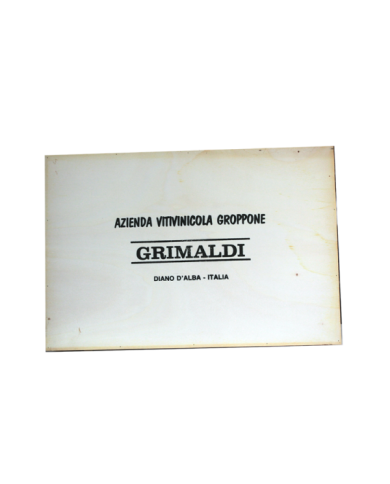 AZIENDA VITIVINICOLA GROPPONE
GRIMALDI
DIANO D'ALBA - ITALIA